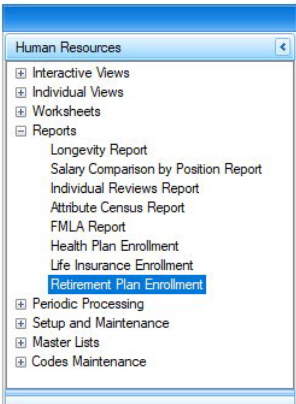 Human Resources
Interactive Views
Individual Views
Worksheets
Reports
Longevity Report
Salary Comparison by Position Report
Individual Reviews Report
Attribute Census Report
FMLA Report
Health Plan Enrollment
Life Insurance Enrollment
Retirement Plan Enrollment
Periodic Processing
Setup and Maintenance
Master Lists
Codes Maintenance